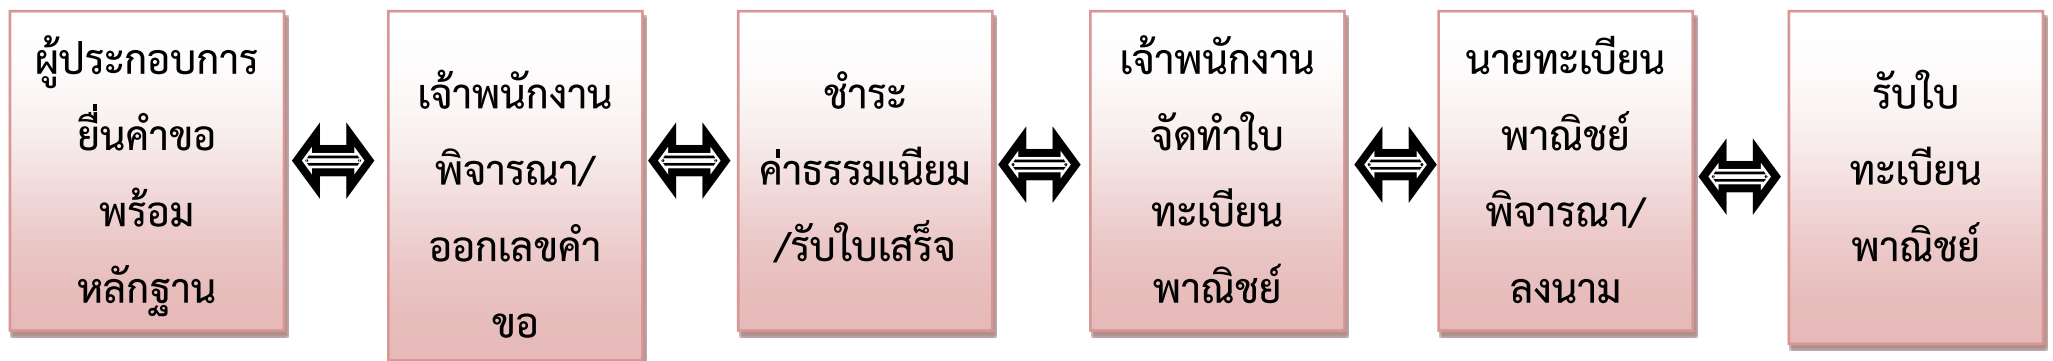 ผู้ประกอบการ
ยื่นคำขอ
พร้อม
หลักฐาน
เจ้าพนักงาน
พิจารณา/
ออกเลขคำ
ขอ
ชำระ
ค่าธรรมเนียม
/รับใบเสร็จ
เจ้าพนักงาน
จัดทำใบ
ทะเบียน
พาณิชย์
นายทะเบียน
พาณิชย์
พิจารณา/
ลงนาม
รับใบ
ทะเบียน
พาณิชย์